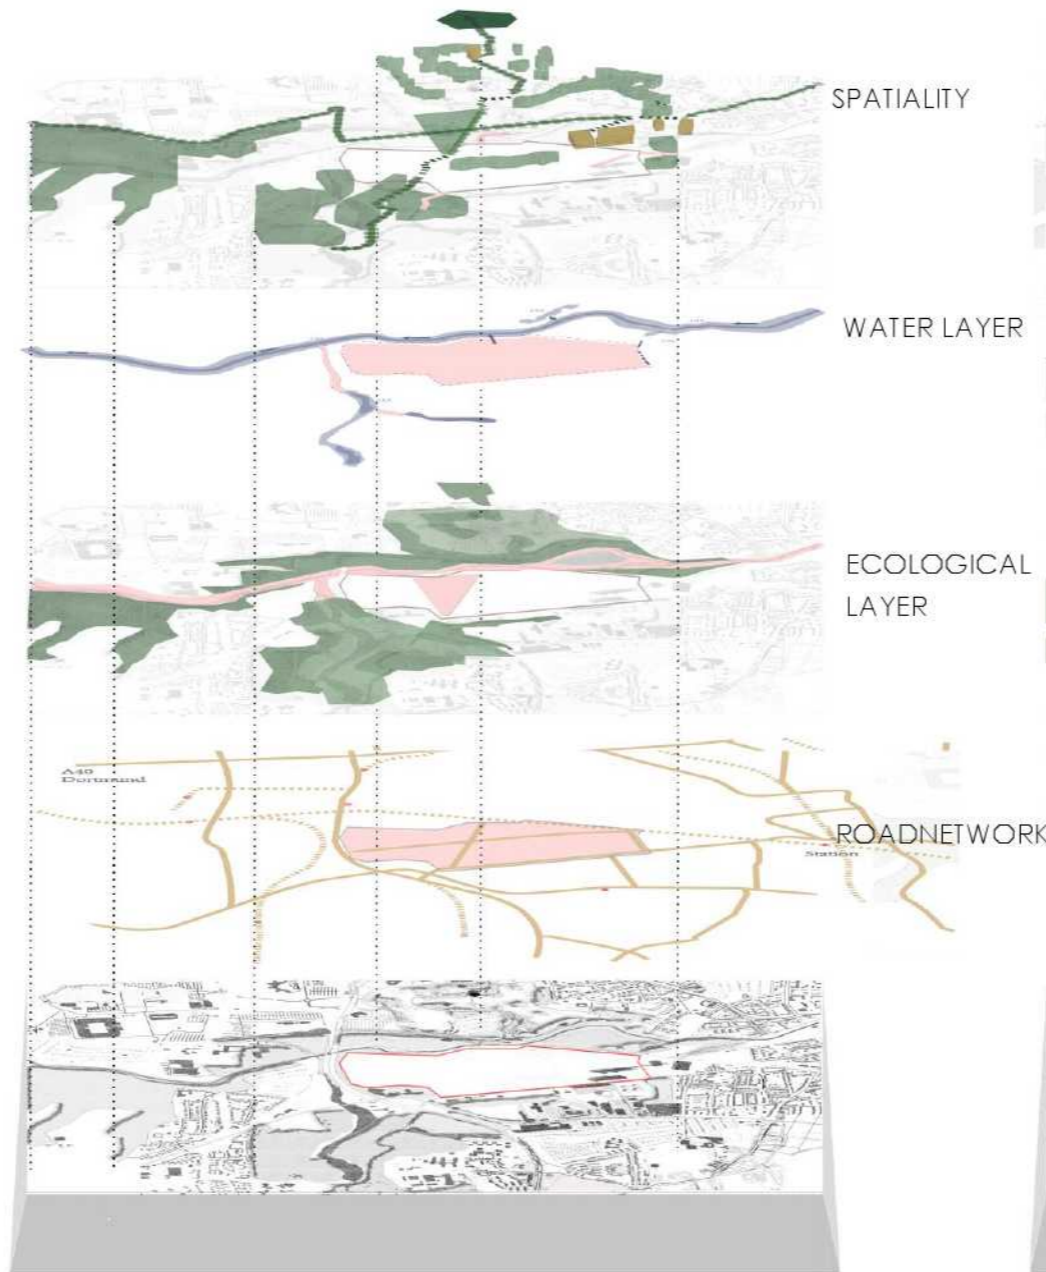 SPATIALITY
WATER LAYER
ECOLOGICAL
LAYER
A40
Dortmund
ROADNETWORK
Station